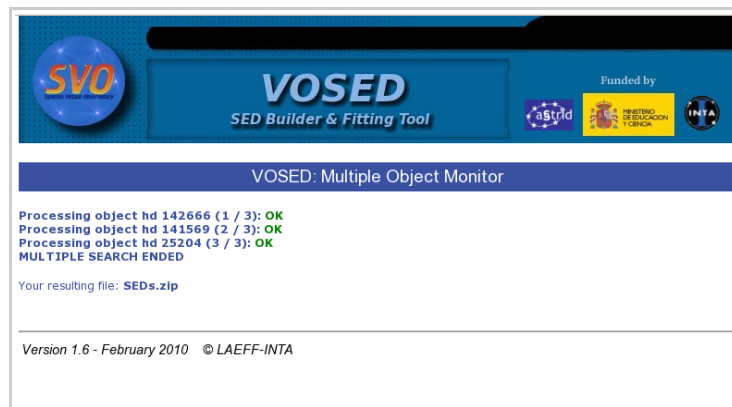 SVO
VOSED
SED Builder & Fitting Tool
Funded by
astrid
MINISTERIO
DE EDUCACION
Y CIENCIA
INTA
VOSED: Multiple Object Monitor
Processing object hd 142666 (1 / 3): OK
Processing object hd 141569 (2 / 3): OK
Processing object hd 25204 (3 / 3): OK
MULTIPLE SEARCH ENDED
Your resulting file: SEDs.zip
Version 1.6 - February 2010 © LAEFF-INTA